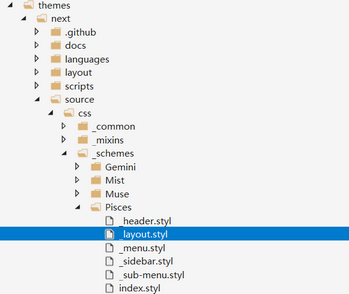 themes
next
.github
docs
languages
layout
scripts
source
css
_common
_mixins
_schemes
Gemini
Mist
Muse
Pisces
_header.styl
_layout.styl
_menu.styl
_sidebar.styl
_sub-menu.styl
index.styl